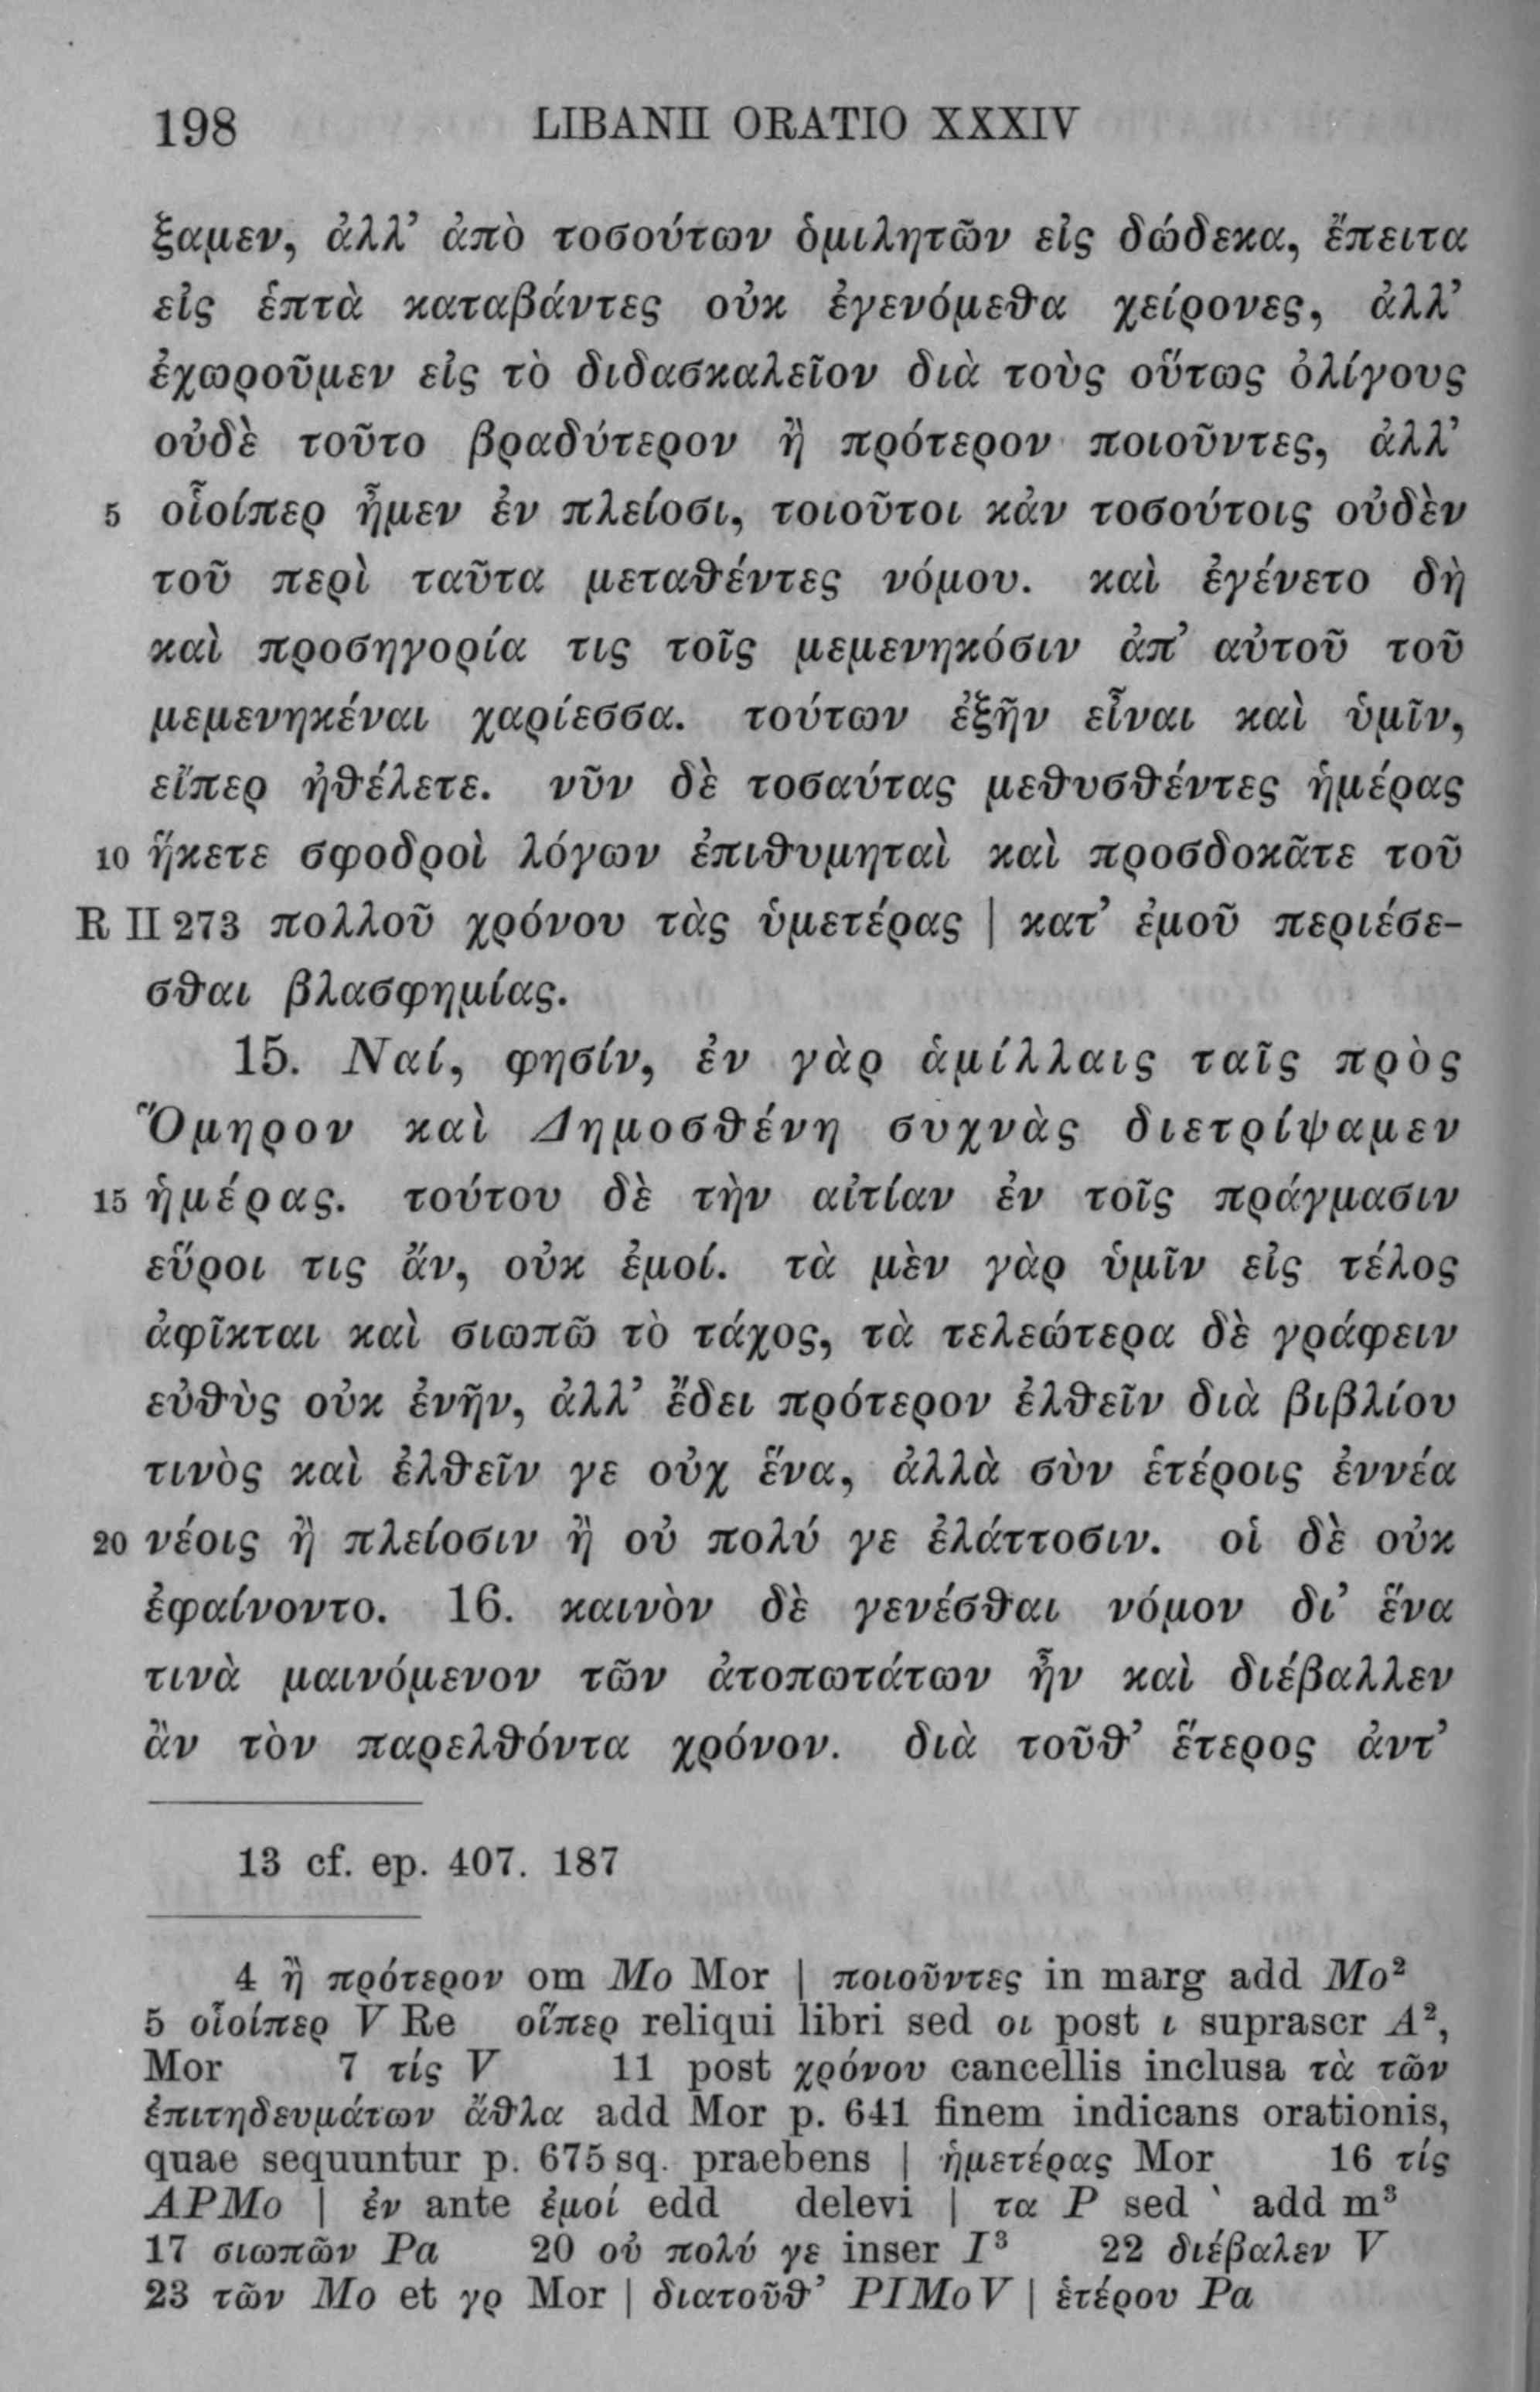 198 LIBANII ORATIO XXXIV
ξαμεν, ἀλλ’ ἀπὸ τοσούτων ὁμιλητῶν εἰς δώδεκα, ἔπειτα
εἰς ἑπτὰ καταβάντες οὐκ ἐγενόμεθα χείρονες, ἀλλ’
ἐχωροῦμεν εἰς τὸ διδασκαλεῖον διὰ τοὺς οὕτως ὀλίγους
οὐδὲ τοῦτο βραδύτερον ἢ πρότερον ποιοῦντες, ἀλλ’
5 οἷοίπερ ἦμεν ἐν πλείοσι, τοιοῦτοι κἀν τοσούτοις οὐδὲν
τοῦ περὶ ταῦτα μεταθέντες νόμου. καὶ ἐγένετο δὴ
καὶ προσηγορία τις τοῖς μεμενηκόσιν ἀπ’ αὐτοῦ τοῦ
μεμενηκέναι χαρίεσσα. τούτων ἐξῆν εἶναι καὶ ὑμῖν,
εἴπερ ἠθέλετε. νῦν δὲ τοσαύτας μεθυσθέντες ἡμέρας
10 ἥκετε σφοδροὶ λόγων ἐπιθυμηταὶ καὶ προσδοκᾶτε τοῦ
R II 273 πολλοῦ χρόνου τὰς ὑμετέρας | κατ’ ἐμοῦ περιέσε-
σθαι βλασφημίας.
15. Ναί, φησίν, ἐν γὰρ ἁμίλλαις ταῖς πρὸς
Ὅμηρον καὶ Δημοσθένη συχνὰς διετρίψαμεν
15 ἡμέρας. τούτου δὲ τὴν αἰτίαν ἐν τοῖς πράγμασιν
εὕροι τις ἄν, οὐκ ἐμοί. τὰ μὲν γὰρ ὑμῖν εἰς τέλος
ἀφῖκται καὶ σιωπῶ τὸ τάχος, τὰ τελεώτερα δὲ γράφειν
εὐθὺς οὐκ ἐνῆν, ἀλλ’ ἔδει πρότερον ἐλθεῖν διὰ βιβλίου
τινὸς καὶ ἐλθεῖν γε οὐχ ἕνα, ἀλλὰ σὺν ἑτέροις ἐννέα
20 νέοις ἢ πλείοσιν ἢ οὐ πολύ γε ἐλάττοσιν. οἱ δὲ οὐκ
ἐφαίνοντο. 16. καινὸν δὲ γενέσθαι νόμον δι’ ἕνα
τινὰ μαινόμενον τῶν ἀτοπωτάτων ἦν καὶ διέβαλλεν
ἂν τὸν παρελθόντα χρόνον. διὰ τοῦθ’ ἕτερος ἀντ’
13 cf. ep. 407. 187
4 ἢ πρότερον om Mo Mor | ποιοῦντες in marg add Mo²
5 οἷοίπερ V Re οἵπερ reliqui libri sed οι post ι suprascr A²,
Mor 7 τίς V 11 post χρόνου cancellis inclusa τὰ τῶν
ἐπιτηδευμάτων ἆθλα add Mor p. 641 finem indicans orationis,
quae sequuntur p. 675 sq. praebens | ἡμετέρας Mor 16 τίς
APMo | ἐν ante ἐμοί edd delevi | τα P sed ` add m³
17 σιωπῶν Pa 20 οὐ πολύ γε inser I³ 22 διέβαλεν V
23 τῶν Mo et γρ Mor | διατοῦθ’ PIMoV | ἑτέρου Pa